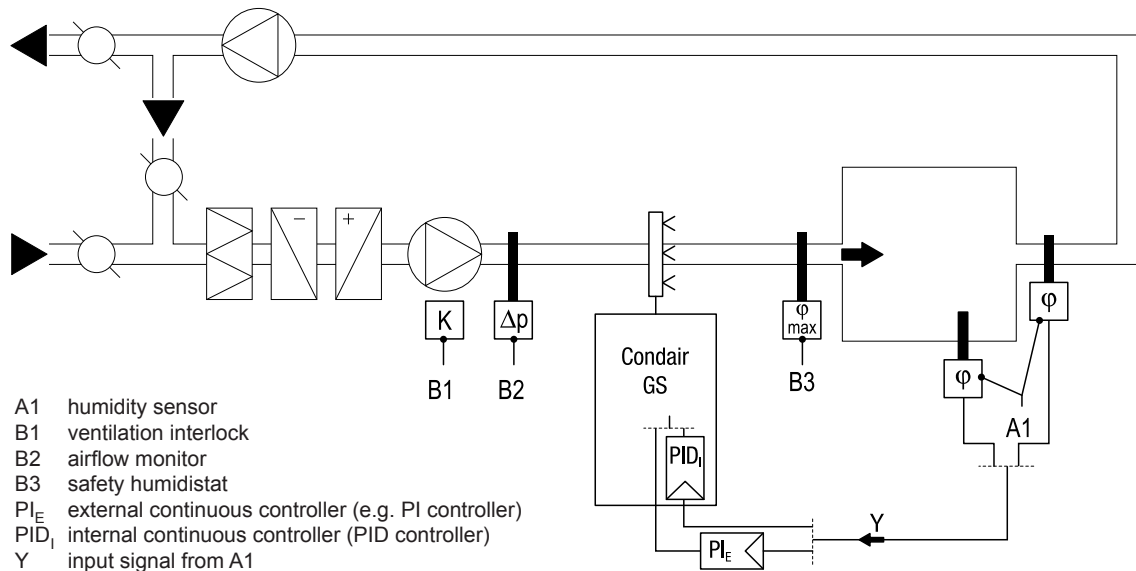 − +
K
Δp
φ
max
φ
φ
B1
B2
B3
A1
Condair
GS
PID_I
PI_E
Y
A1 humidity sensor
B1 ventilation interlock
B2 airflow monitor
B3 safety humidistat
PI_E external continuous controller (e.g. PI controller)
PID_I internal continuous controller (PID controller)
Y input signal from A1